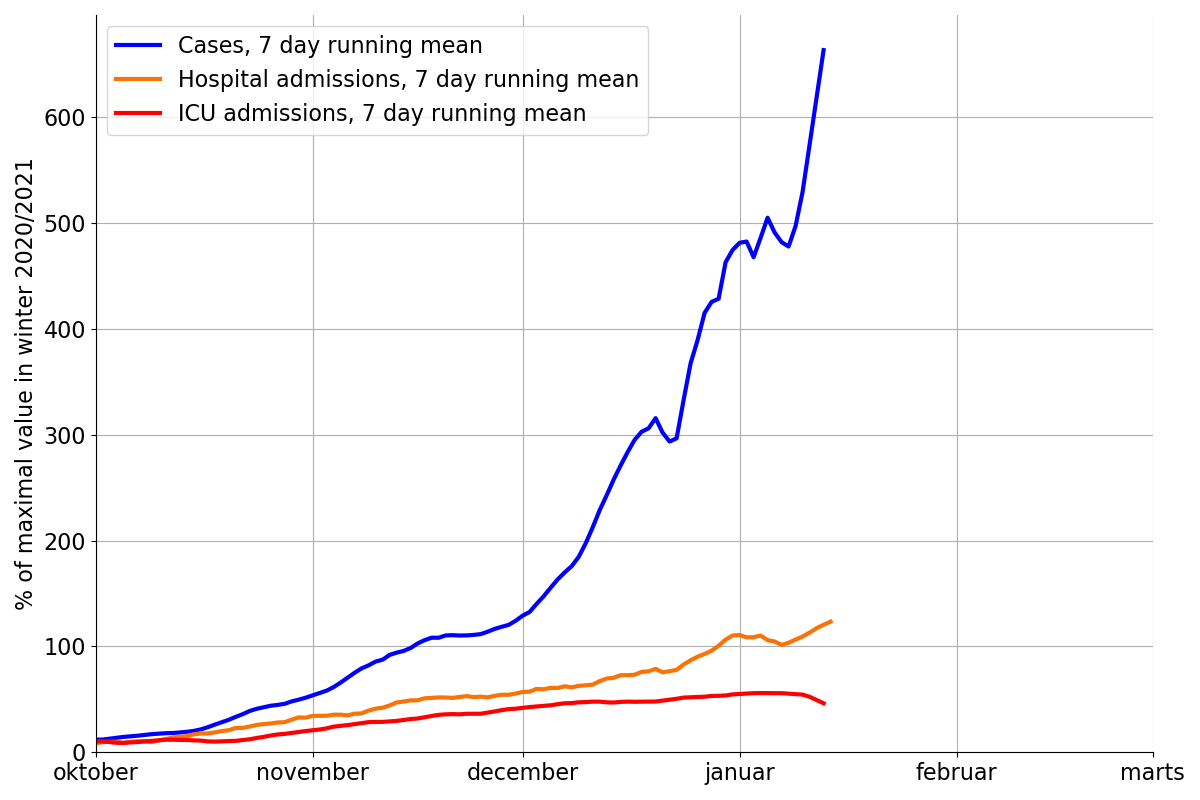 Cases, 7 day running mean
Hospital admissions, 7 day running mean
ICU admissions, 7 day running mean
% of maximal value in winter 2020/2021
600
500
400
300
200
100
0
oktober november december januar februar marts